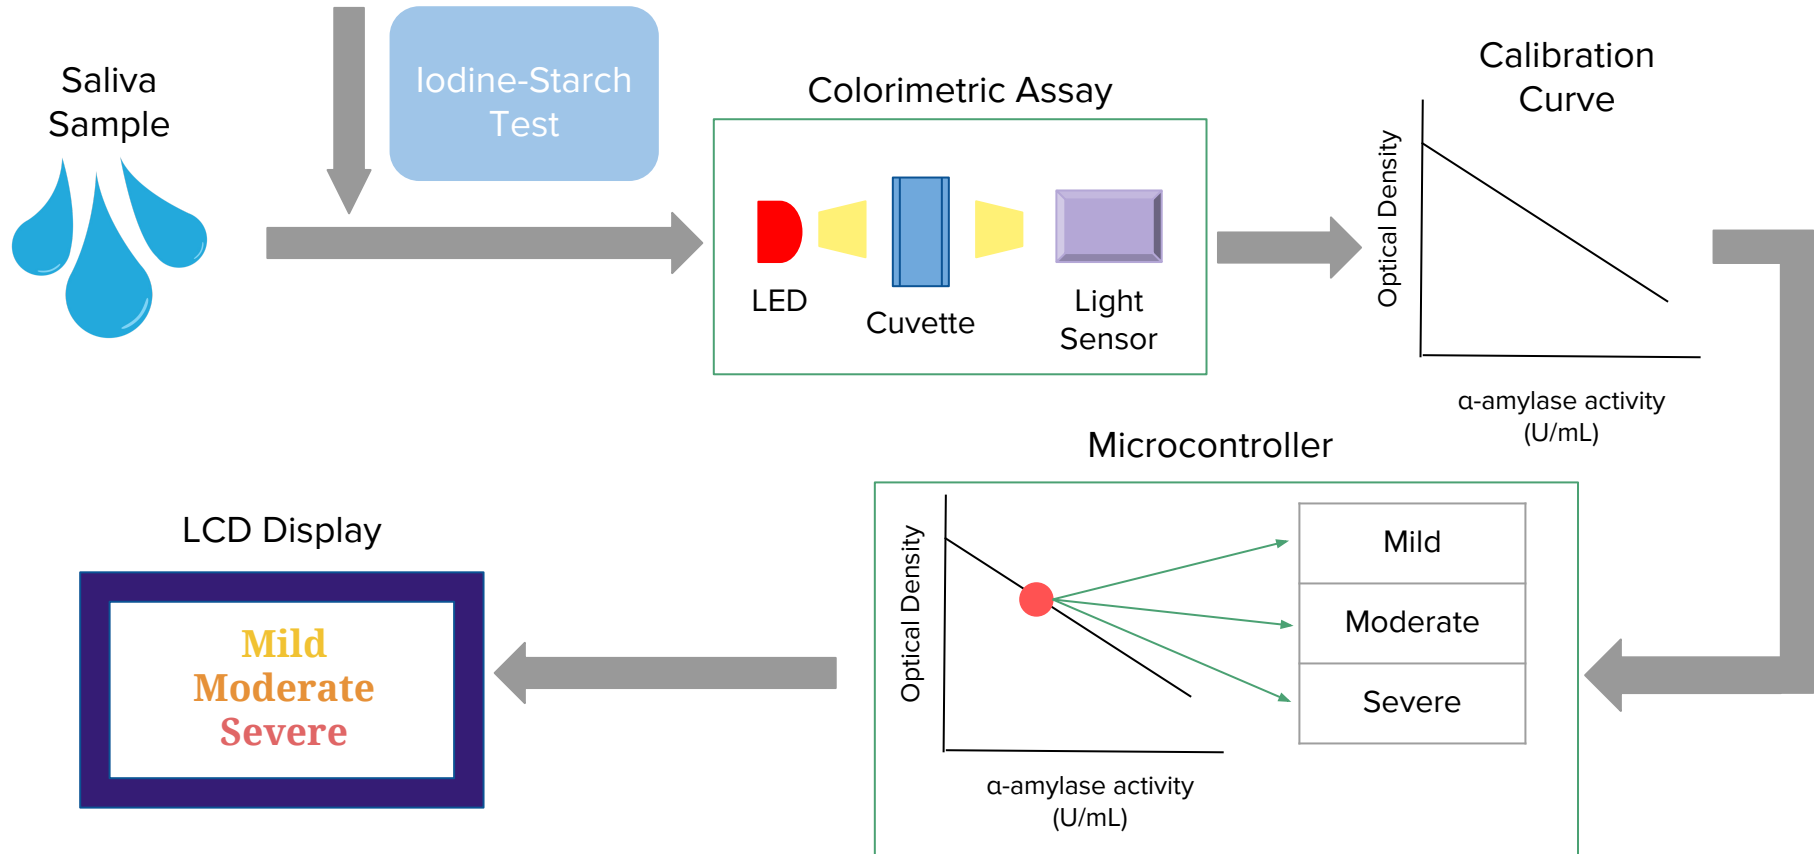 Saliva
Sample
Iodine-Starch
Test
Colorimetric Assay
LED
Cuvette
Light
Sensor
Calibration
Curve
Optical Density
α-amylase activity
(U/mL)
Microcontroller
Optical Density
α-amylase activity
(U/mL)
Mild
Moderate
Severe
LCD Display
Mild
Moderate
Severe